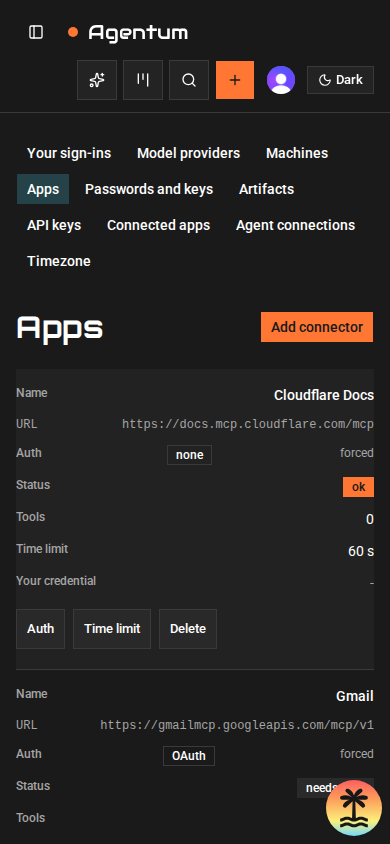 Agentum
Dark
Your sign-ins Model providers Machines
Apps Passwords and keys Artifacts
API keys Connected apps Agent connections
Timezone
Apps Add connector
Name Cloudflare Docs
URL https://docs.mcp.cloudflare.com/mcp
Auth none forced
Status ok
Tools 0
Time limit 60 s
Your credential -
Auth Time limit Delete
Name Gmail
URL https://gmailmcp.googleapis.com/mcp/v1
Auth OAuth forced
Status
Tools